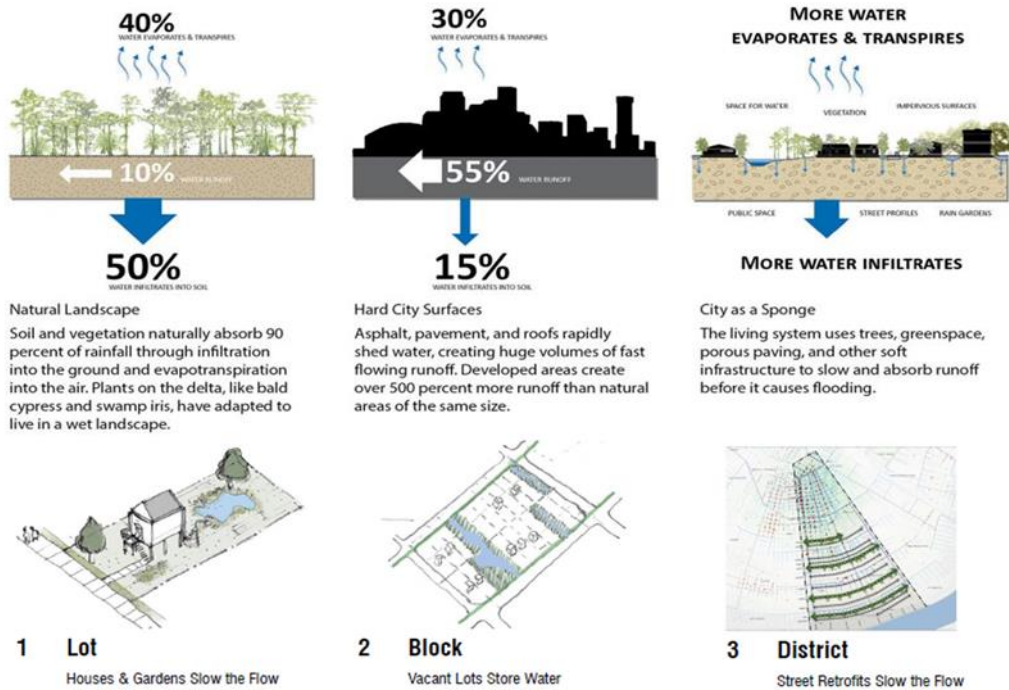 40%
WATER EVAPORATES & TRANSPIRES
10% WATER RUNOFF
50%
WATER INFILTRATES INTO SOIL
Natural Landscape
Soil and vegetation naturally absorb 90
percent of rainfall through infiltration
into the ground and evapotranspiration
into the air. Plants on the delta, like bald
cypress and swamp iris, have adapted to
live in a wet landscape.
30%
WATER EVAPORATES & TRANSPIRES
55% WATER RUNOFF
15%
WATER INFILTRATES INTO SOIL
Hard City Surfaces
Asphalt, pavement, and roofs rapidly
shed water, creating huge volumes of fast
flowing runoff. Developed areas create
over 500 percent more runoff than natural
areas of the same size.
MORE WATER
EVAPORATES & TRANSPIRES
SPACE FOR WATER
VEGETATION
IMPERVIOUS SURFACES
PUBLIC SPACE
STREET PROFILES
RAIN GARDENS
MORE WATER INFILTRATES
City as a Sponge
The living system uses trees, greenspace,
porous paving, and other soft
infrastructure to slow and absorb runoff
before it causes flooding.
1 Lot
Houses & Gardens Slow the Flow
2 Block
Vacant Lots Store Water
3 District
Street Retrofits Slow the Flow